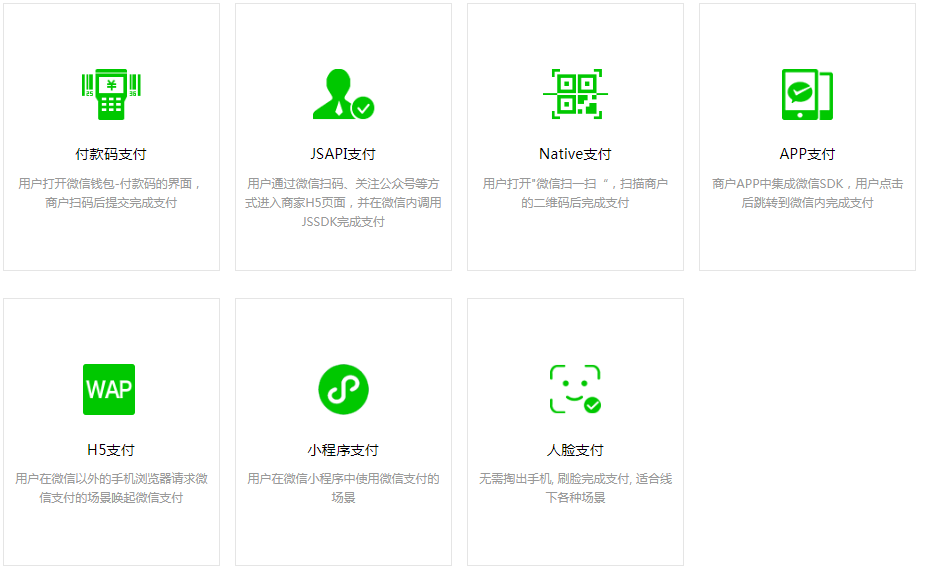 付款码支付
用户打开微信钱包-付款码的界面，
商户扫码后提交完成支付
JSAPI支付
用户通过微信扫码、关注公众号等方
式进入商家H5页面，并在微信内调用
JSSDK完成支付
Native支付
用户打开"微信扫一扫“，扫描商户
的二维码后完成支付
APP支付
商户APP中集成微信SDK，用户点击
后跳转到微信内完成支付
WAP
H5支付
用户在微信以外的手机浏览器请求微
信支付的场景唤起微信支付
小程序支付
用户在微信小程序中使用微信支付的
场景
人脸支付
无需掏出手机, 刷脸完成支付, 适合线
下各种场景